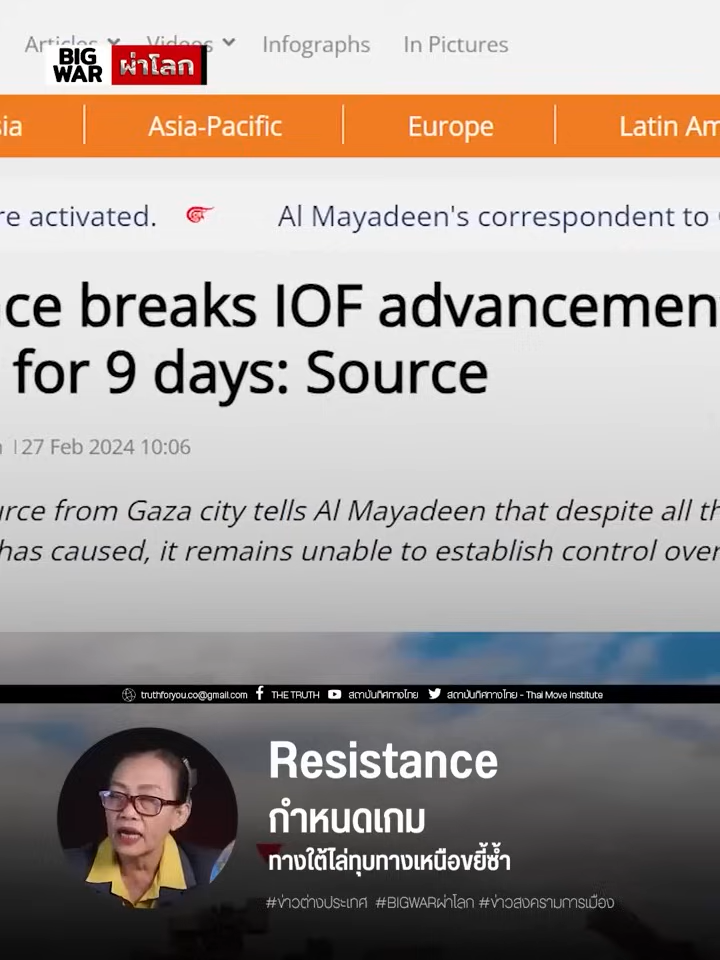 Articles Videos Infographs In Pictures
BIG
WAR ผ่าโลก
sia Asia-Pacific Europe Latin Am
re activated. Al Mayadeen's correspondent to
ce breaks IOF advancemen
for 9 days: Source
27 Feb 2024 10:06
urce from Gaza city tells Al Mayadeen that despite all th
has caused, it remains unable to establish control over
truthforyou.co@gmail.com THE TRUTH สถาบันทิศทางไทย สถาบันทิศทางไทย - Thai Move Institute
Resistance
กำหนดเกม
ทางใต้ไล่ทุบทางเหนือขยี้ซ้ำ
#ข่าวต่างประเทศ #BIGWARผ่าโลก #ข่าวสงครามการเมือง